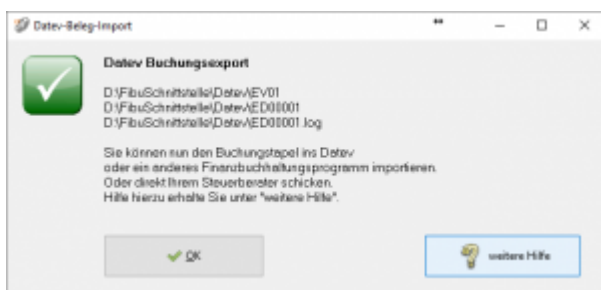 Datev-Beleg-Import
Datev Buchungsexport
D:\FibuSchnittstelle\Datev\EV01
D:\FibuSchnittstelle\Datev\ED00001
D:\FibuSchnittstelle\Datev\ED00001.log
Sie können nun den Buchungstapel ins Datev
oder ein anderes Finanzbuchhaltungsprogramm importieren.
Oder direkt Ihrem Steuerberater schicken.
Hilfe hierzu erhalte Sie unter "weitere Hilfe".
OK
weitere Hilfe